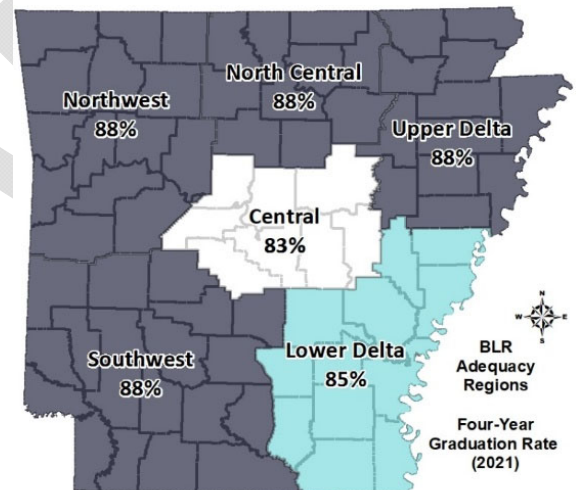 North Central
88%
Northwest
88%
Upper Delta
88%
Central
83%
Southwest
88%
Lower Delta
85%
N
W
E
S
BLR
Adequacy
Regions
Four-Year
Graduation Rate
(2021)